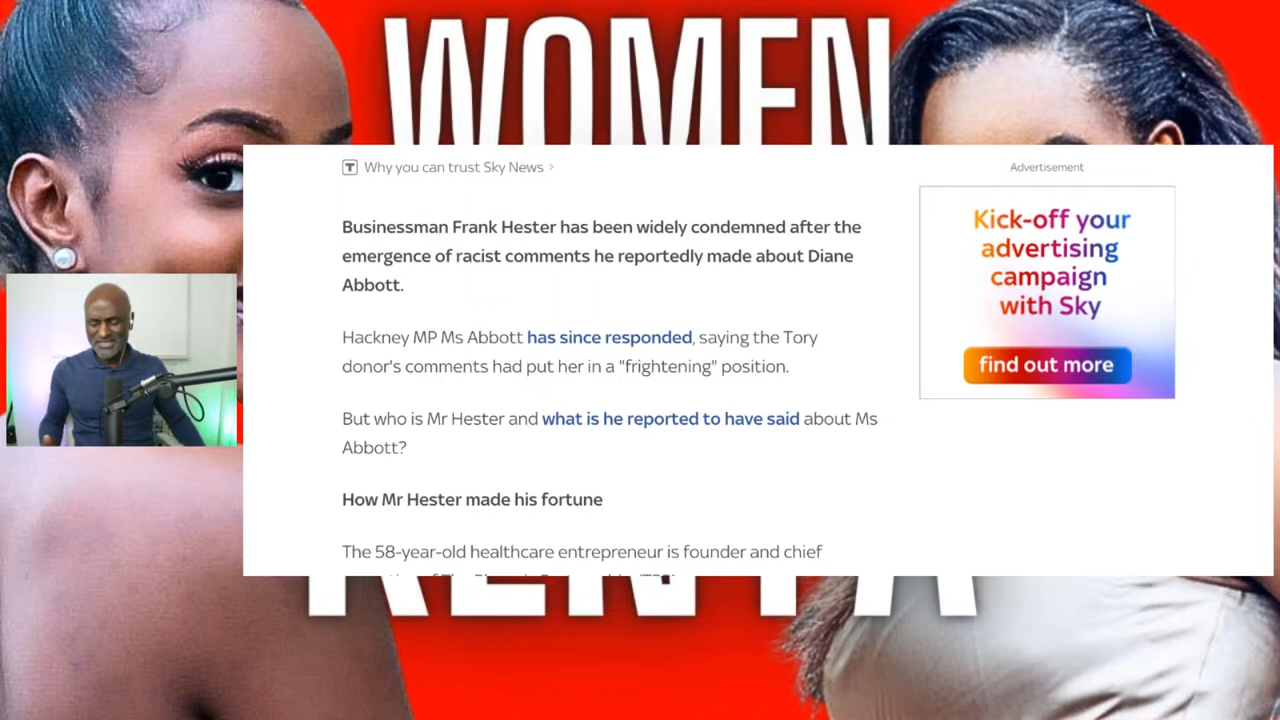 WOMEN
Why you can trust Sky News >
Advertisement
Businessman Frank Hester has been widely condemned after the
emergence of racist comments he reportedly made about Diane
Abbott.
Hackney MP Ms Abbott has since responded, saying the Tory
donor's comments had put her in a "frightening" position.
But who is Mr Hester and what is he reported to have said about Ms
Abbott?
How Mr Hester made his fortune
The 58-year-old healthcare entrepreneur is founder and chief
Kick-off your
advertising
campaign
with Sky
find out more